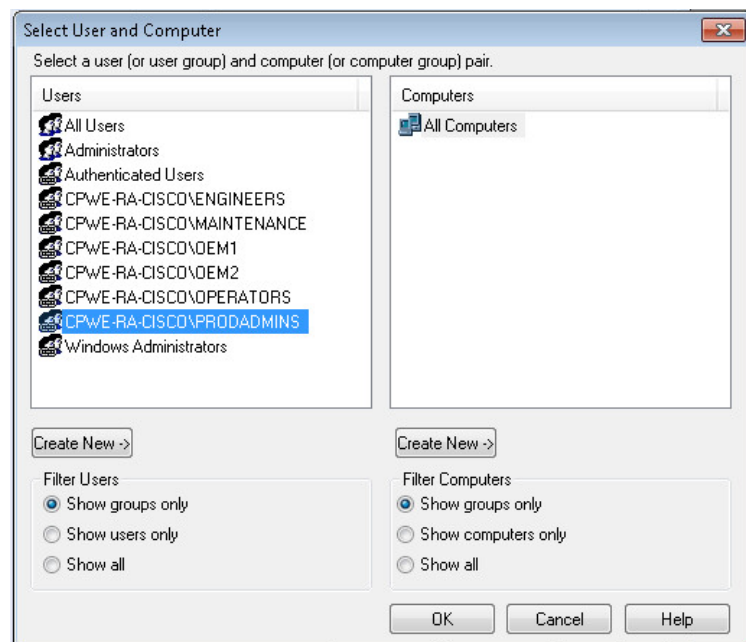 Select User and Computer
Select a user (or user group) and computer (or computer group) pair.
Users
All Users
Administrators
Authenticated Users
CPWE-RA-CISCO\ENGINEERS
CPWE-RA-CISCO\MAINTENANCE
CPWE-RA-CISCO\OEM1
CPWE-RA-CISCO\OEM2
CPWE-RA-CISCO\OPERATORS
CPWE-RA-CISCO\PRODADMINS
Windows Administrators
Create New ->
Filter Users
Show groups only
Show users only
Show all
Computers
All Computers
Create New ->
Filter Computers
Show groups only
Show computers only
Show all
OK
Cancel
Help